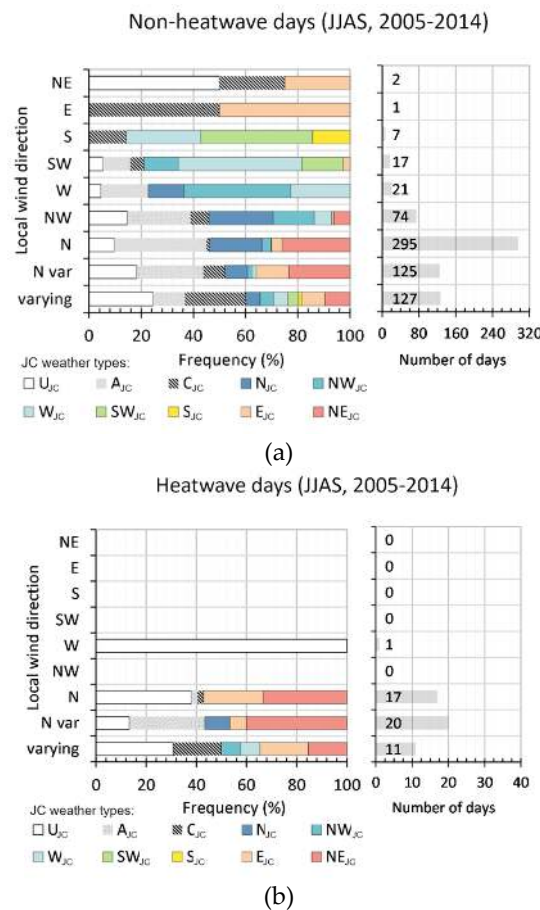 Non-heatwave days (JJAS, 2005-2014)
Local wind direction
NE
E
S
SW
W
NW
N
N var
varying
2
1
7
17
21
74
295
125
127
0 20 40 60 80 100
0 80 160 240 320
Frequency (%)
Number of days
JC weather types:
U_JC A_JC C_JC N_JC NW_JC
W_JC SW_JC S_JC E_JC NE_JC
(a)
Heatwave days (JJAS, 2005-2014)
Local wind direction
NE
E
S
SW
W
NW
N
N var
varying
0
0
0
0
1
0
17
20
11
0 20 40 60 80 100
0 10 20 30 40
Frequency (%)
Number of days
JC weather types:
U_JC A_JC C_JC N_JC NW_JC
W_JC SW_JC S_JC E_JC NE_JC
(b)